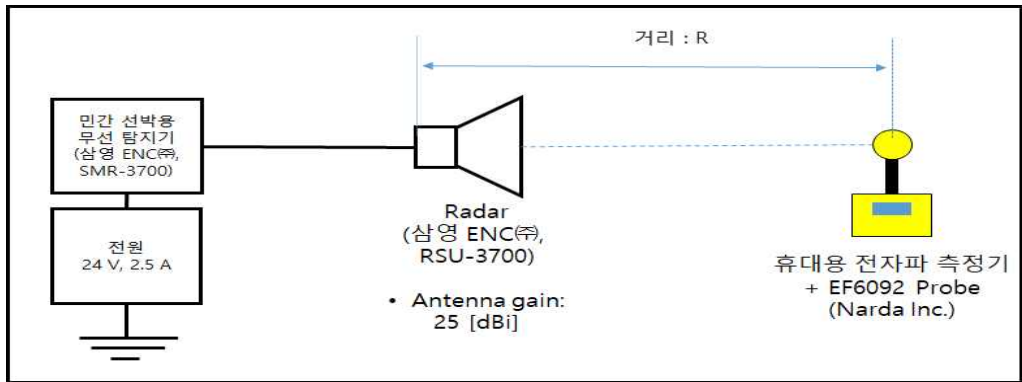 거리 : R
민간 선박용
무선 탐지기
(삼영 ENC㈜,
SMR-3700)
전원
24 V, 2.5 A
Radar
(삼영 ENC㈜,
RSU-3700)
• Antenna gain:
25 [dBi]
휴대용 전자파 측정기
+ EF6092 Probe
(Narda Inc.)